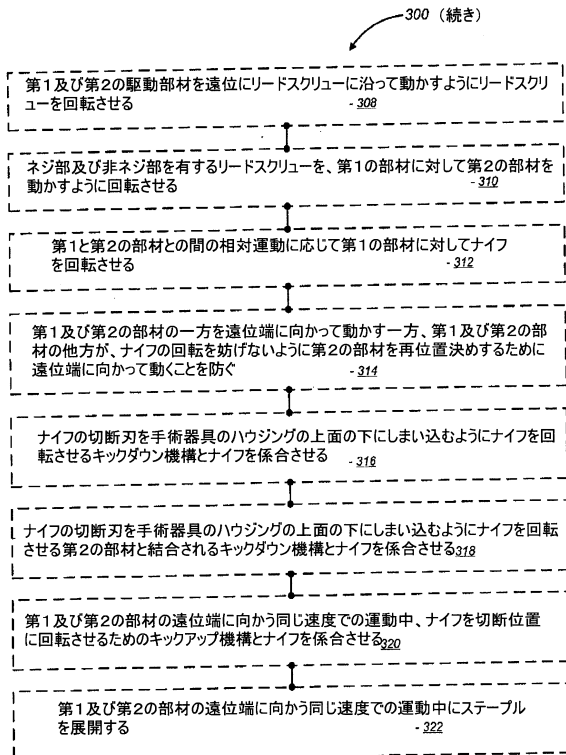 300 (続き)
第1及び第2の駆動部材を遠位にリードスクリューに沿って動かすようにリードスクリ
ューを回転させる - 308
ネジ部及び非ネジ部を有するリードスクリューを、第1の部材に対して第2の部材を
動かすように回転させる - 310
第1と第2の部材との間の相対運動に応じて第1の部材に対してナイフ
を回転させる - 312
第1及び第2の部材の一方を遠位端に向かって動かす一方、第1及び第2の部
材の他方が、ナイフの回転を妨げないように第2の部材を再位置決めするために
遠位端に向かって動くことを防ぐ - 314
ナイフの切断刃を手術器具のハウジングの上面の下にしまい込むようにナイフを回
転させるキックダウン機構とナイフを係合させる - 316
ナイフの切断刃を手術器具のハウジングの上面の下にしまい込むようにナイフを回転
させる第2の部材と結合されるキックダウン機構とナイフを係合させる 318
第1及び第2の部材の遠位端に向かう同じ速度での運動中、ナイフを切断位置
に回転させるためのキックアップ機構とナイフを係合させる 320
第1及び第2の部材の遠位端に向かう同じ速度での運動中にステープル
を展開する - 322